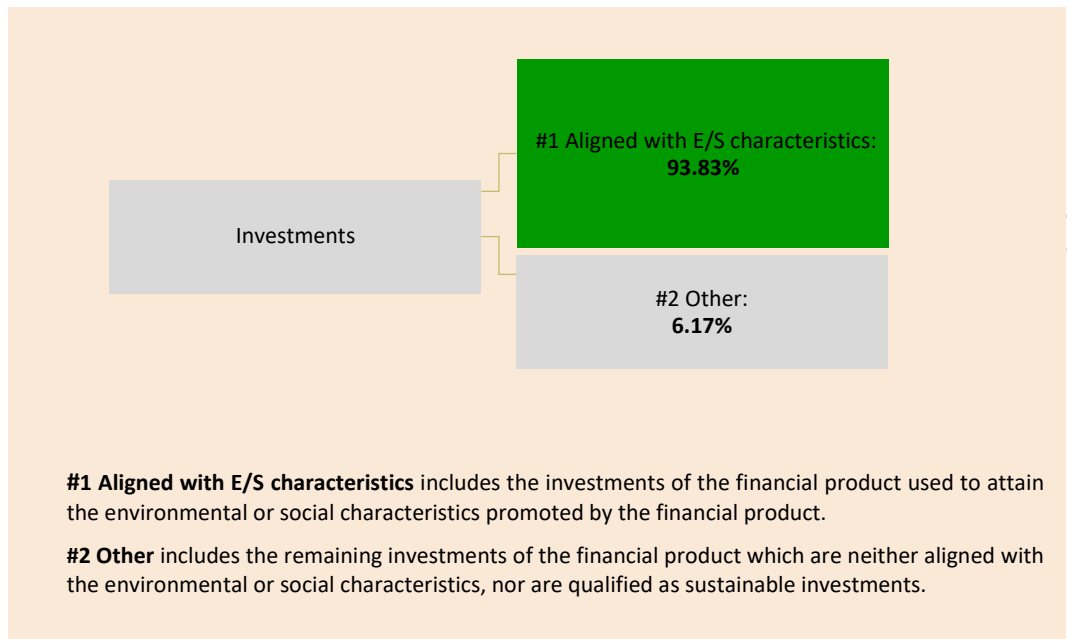 #1 Aligned with E/S characteristics:
93.83%
Investments
#2 Other:
6.17%
#1 Aligned with E/S characteristics includes the investments of the financial product used to attain
the environmental or social characteristics promoted by the financial product.
#2 Other includes the remaining investments of the financial product which are neither aligned with
the environmental or social characteristics, nor are qualified as sustainable investments.